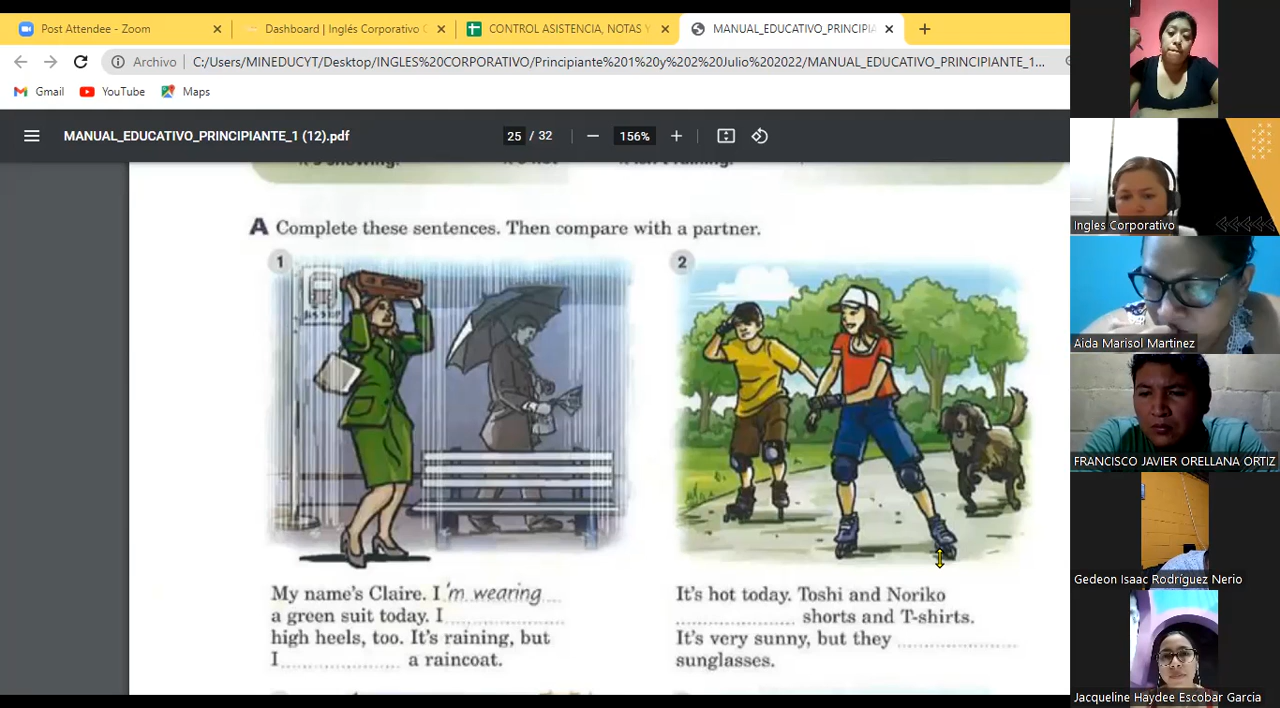 Post Attendee - Zoom
Dashboard | Inglés Corporativo
CONTROL ASISTENCIA, NOTAS Y
MANUAL_EDUCATIVO_PRINCIPIA
Archivo
C:/Users/MINEDUCYT/Desktop/INGLES%20CORPORATIVO/Principiante%201%20y%202%20Julio%202022/MANUAL_EDUCATIVO_PRINCIPIANTE_1...
Gmail YouTube Maps
MANUAL_EDUCATIVO_PRINCIPIANTE_1 (12).pdf
25 / 32
156%
A Complete these sentences. Then compare with a partner.
1
2
My name's Claire. I 'm wearing
a green suit today. I
high heels, too. It's raining, but
I a raincoat.
It's hot today. Toshi and Noriko
shorts and T-shirts.
It's very sunny, but they
sunglasses.
Ingles Corporativo
Aida Marisol Martinez
FRANCISCO JAVIER ORELLANA ORTIZ
Gedeon Isaac Rodríguez Nerio
Jacqueline Haydee Escobar Garcia